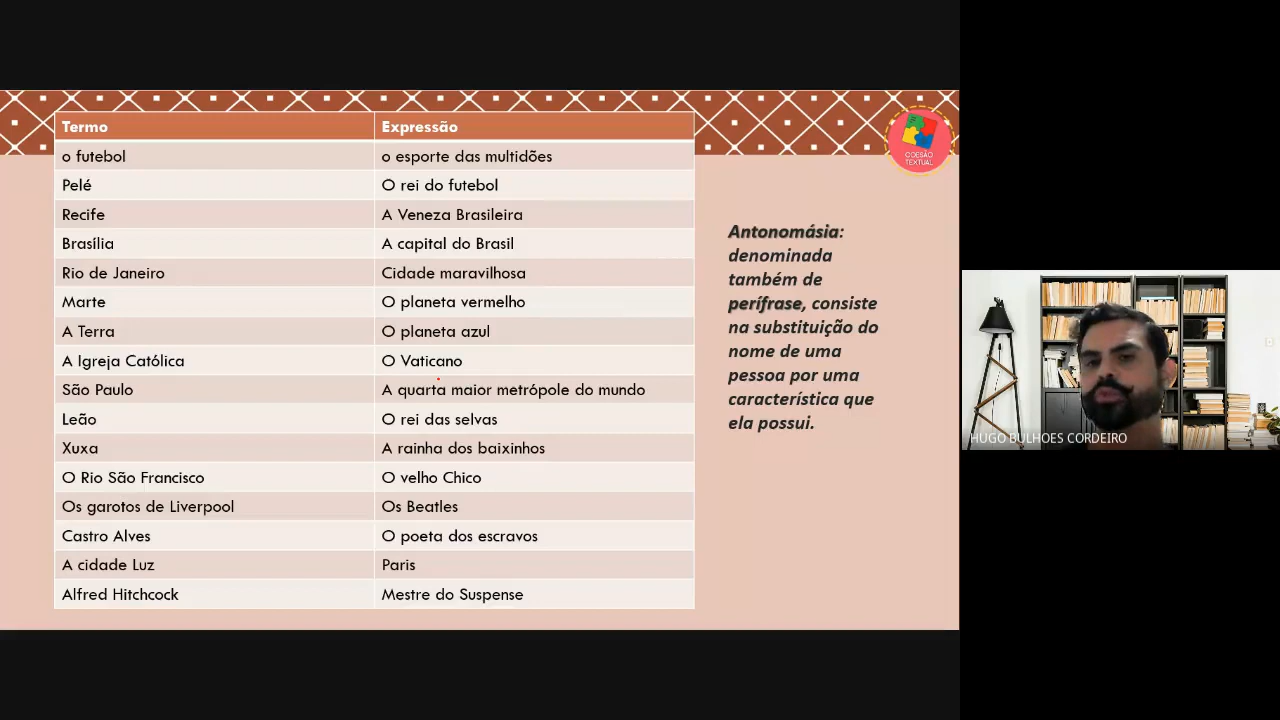 Termo Expressão
o futebol o esporte das multidões
Pelé O rei do futebol
Recife A Veneza Brasileira
Brasília A capital do Brasil
Rio de Janeiro Cidade maravilhosa
Marte O planeta vermelho
A Terra O planeta azul
A Igreja Católica O Vaticano
São Paulo A quarta maior metrópole do mundo
Leão O rei das selvas
Xuxa A rainha dos baixinhos
O Rio São Francisco O velho Chico
Os garotos de Liverpool Os Beatles
Castro Alves O poeta dos escravos
A cidade Luz Paris
Alfred Hitchcock Mestre do Suspense
COESÃO
TEXTUAL
Antonomásia:
denominada
também de
perífrase, consiste
na substituição do
nome de uma
pessoa por uma
característica que
ela possui.
HUGO BULHOES CORDEIRO